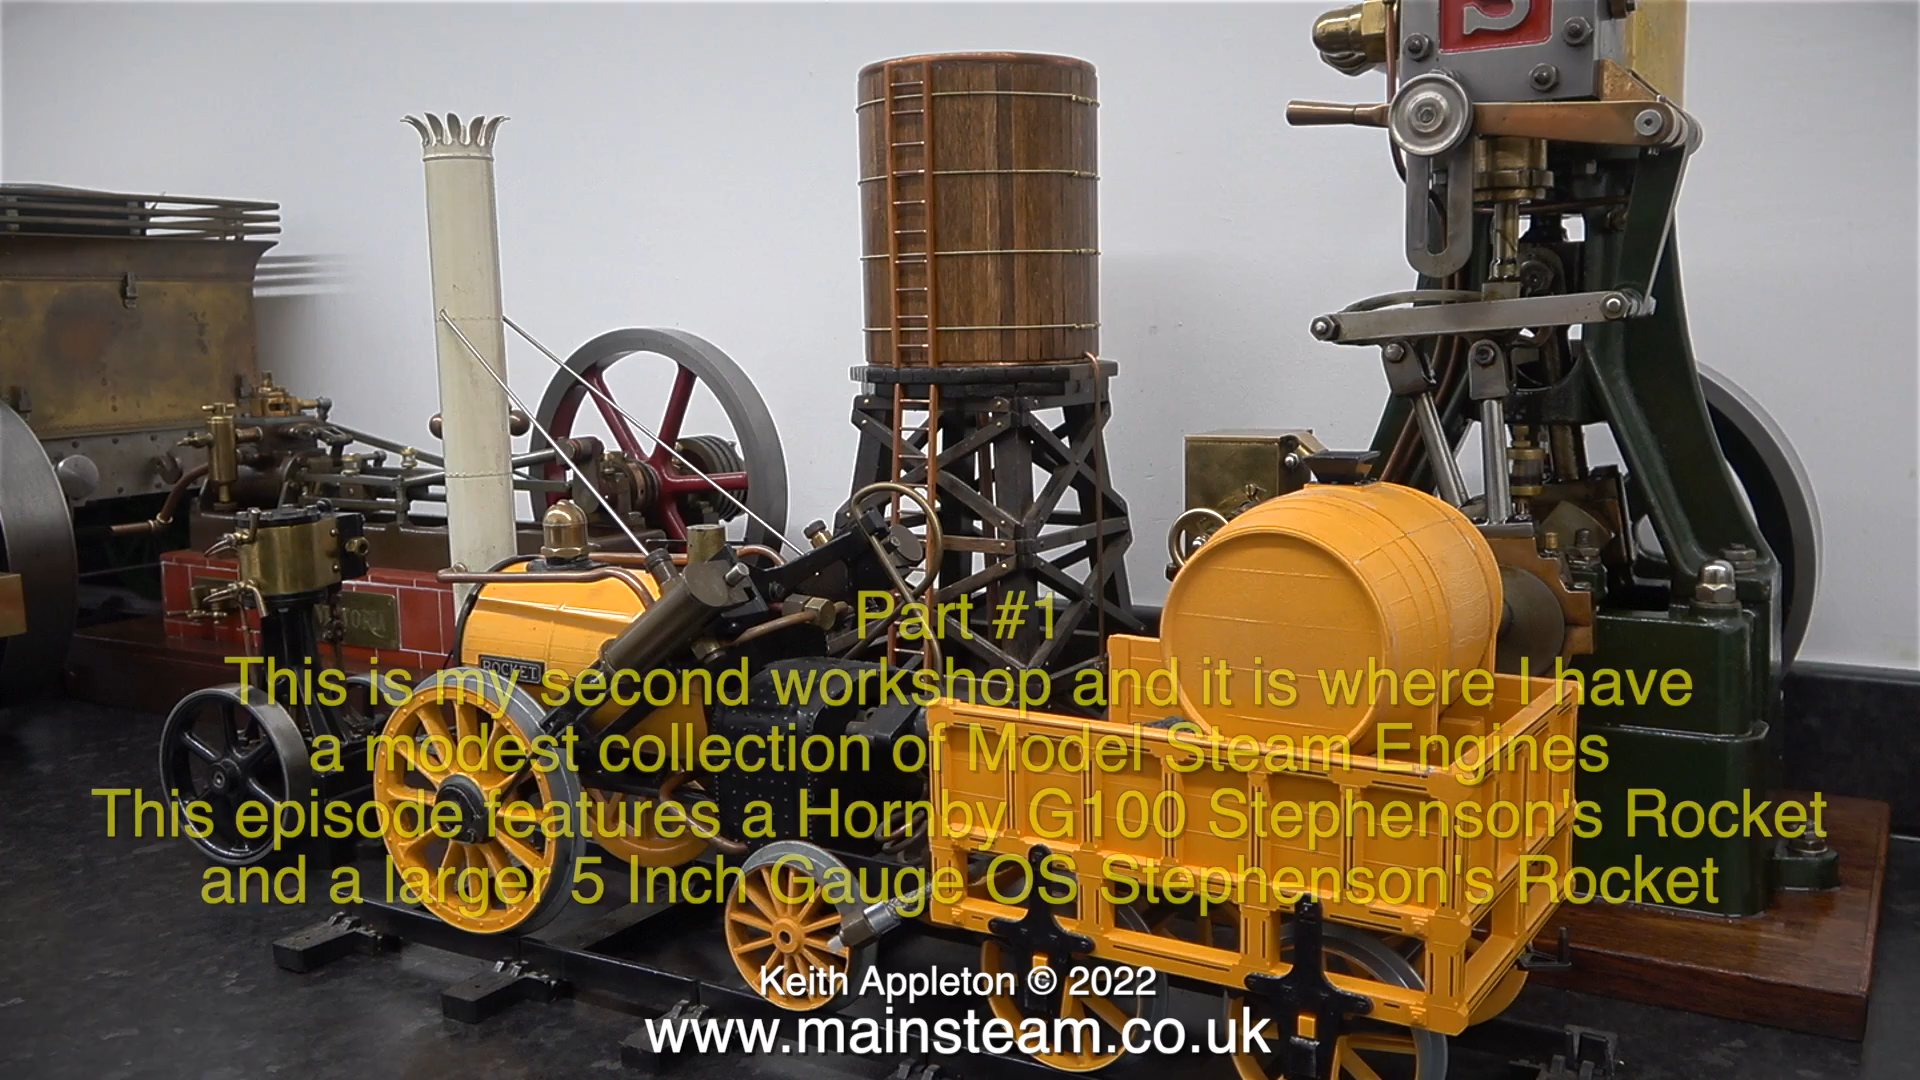 S
ROCKET
VICTORIA
Part #1
This is my second workshop and it is where I have
a modest collection of Model Steam Engines
This episode features a Hornby G100 Stephenson's Rocket
and a larger 5 Inch Gauge OS Stephenson's Rocket
Keith Appleton © 2022
www.mainsteam.co.uk